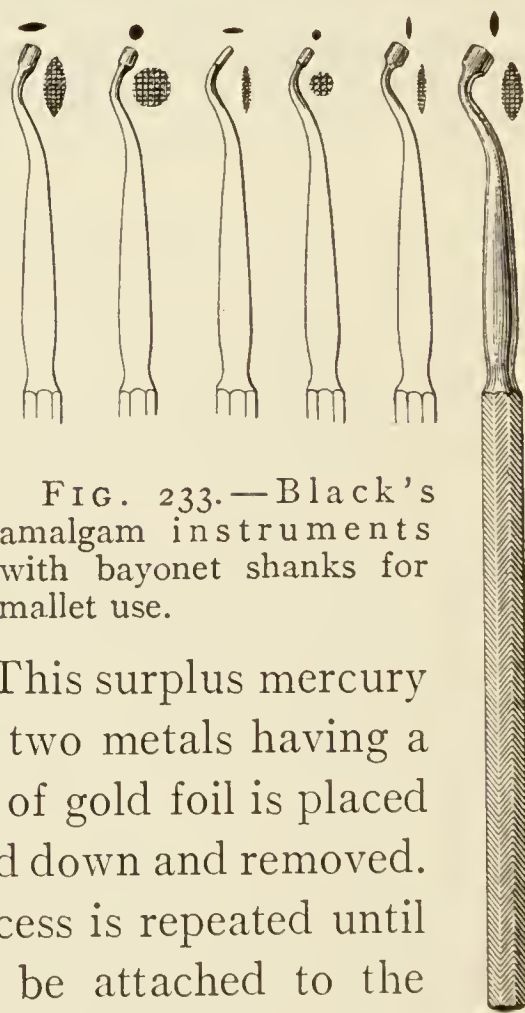 FIG. 233.—Black's
amalgam instruments
with bayonet shanks for
mallet use.
This surplus mercury
two metals having a
of gold foil is placed
d down and removed.
cess is repeated until
be attached to the